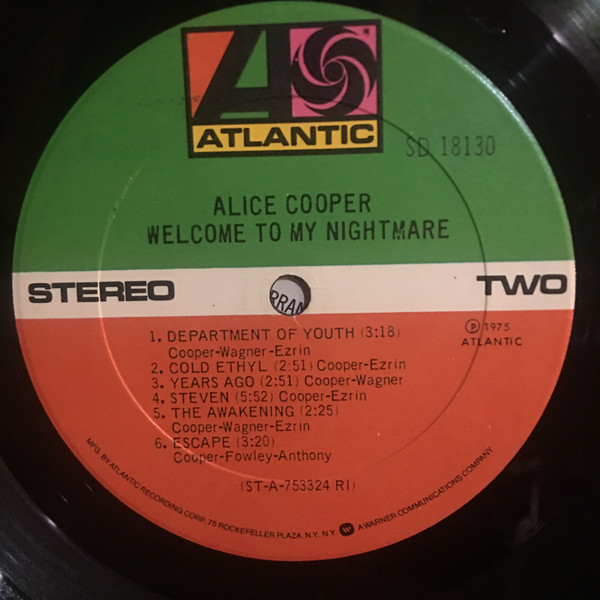 ATLANTIC
SD 18130
ALICE COOPER
WELCOME TO MY NIGHTMARE
STEREO
TWO
RRAN
1. DEPARTMENT OF YOUTH (3:18)
Cooper-Wagner-Ezrin
2. COLD ETHYL (2:51) Cooper-Ezrin
3. YEARS AGO (2:51) Cooper-Wagner
4. STEVEN (5:52) Cooper-Ezrin
5. THE AWAKENING (2:25)
Cooper-Wagner-Ezrin
6. ESCAPE (3:20)
Cooper-Fowley-Anthony
℗ 1975
ATLANTIC
(ST-A-753324 RI)
MFG. BY ATLANTIC RECORDING CORP. 75 ROCKEFELLER PLAZA, N.Y., N.Y. W A WARNER COMMUNICATIONS COMPANY